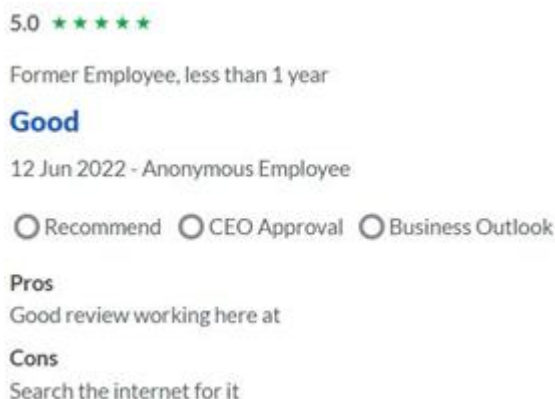 5.0 ★★★★★
Former Employee, less than 1 year
Good
12 Jun 2022 - Anonymous Employee
Recommend CEO Approval Business Outlook
Pros
Good review working here at
Cons
Search the internet for it